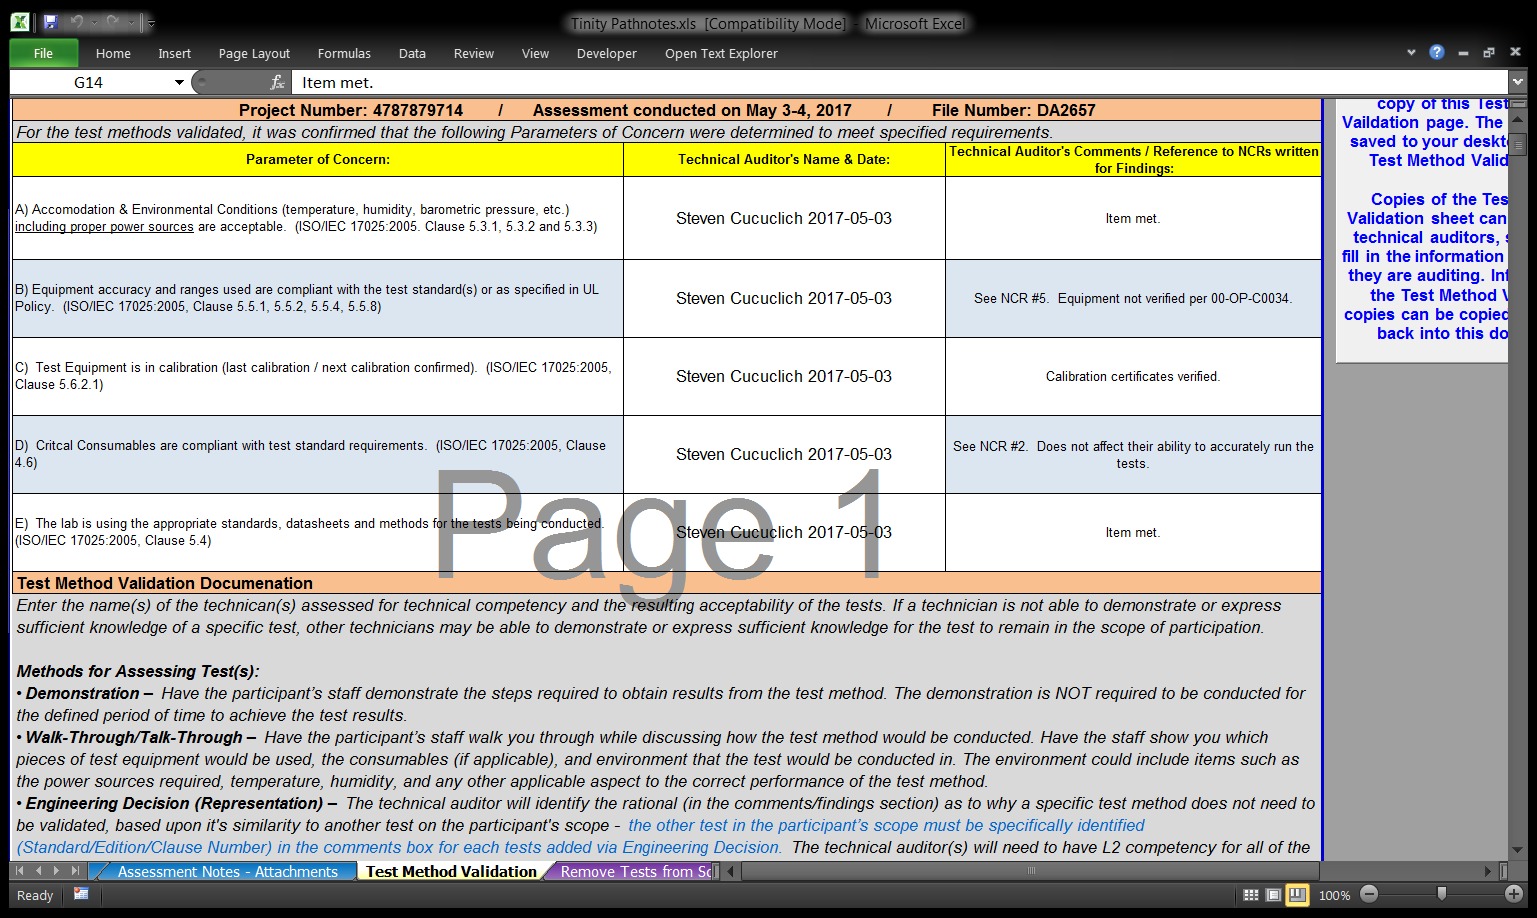 Tinity Pathnotes.xls [Compatibility Mode] - Microsoft Excel
File Home Insert Page Layout Formulas Data Review View Developer Open Text Explorer
G14 fx Item met.
Project Number: 4787879714 / Assessment conducted on May 3-4, 2017 / File Number: DA2657
For the test methods validated, it was confirmed that the following Parameters of Concern were determined to meet specified requirements.
Parameter of Concern:
Technical Auditor's Name & Date:
Technical Auditor's Comments / Reference to NCRs written
for Findings:
A) Accomodation & Environmental Conditions (temperature, humidity, barometric pressure, etc.)
including proper power sources are acceptable. (ISO/IEC 17025:2005. Clause 5.3.1, 5.3.2 and 5.3.3)
Steven Cucuclich 2017-05-03
Item met.
B) Equipment accuracy and ranges used are compliant with the test standard(s) or as specified in UL
Policy. (ISO/IEC 17025:2005, Clause 5.5.1, 5.5.2, 5.5.4, 5.5.8)
Steven Cucuclich 2017-05-03
See NCR #5. Equipment not verified per 00-OP-C0034.
C) Test Equipment is in calibration (last calibration / next calibration confirmed). (ISO/IEC 17025:2005,
Clause 5.6.2.1)
Steven Cucuclich 2017-05-03
Calibration certificates verified.
D) Critcal Consumables are compliant with test standard requirements. (ISO/IEC 17025:2005, Clause
4.6)
Steven Cucuclich 2017-05-03
See NCR #2. Does not affect their ability to accurately run the
tests.
E) The lab is using the appropriate standards, datasheets and methods for the tests being conducted.
(ISO/IEC 17025:2005, Clause 5.4)
Steven Cucuclich 2017-05-03
Item met.
Page 1
Test Method Validation Documenation
Enter the name(s) of the technican(s) assessed for technical competency and the resulting acceptability of the tests. If a technician is not able to demonstrate or express
sufficient knowledge of a specific test, other technicians may be able to demonstrate or express sufficient knowledge for the test to remain in the scope of participation.
Methods for Assessing Test(s):
• Demonstration – Have the participant's staff demonstrate the steps required to obtain results from the test method. The demonstration is NOT required to be conducted for
the defined period of time to achieve the test results.
• Walk-Through/Talk-Through – Have the participant's staff walk you through while discussing how the test method would be conducted. Have the staff show you which
pieces of test equipment would be used, the consumables (if applicable), and environment that the test would be conducted in. The environment could include items such as
the power sources required, temperature, humidity, and any other applicable aspect to the correct performance of the test method.
• Engineering Decision (Representation) – The technical auditor will identify the rational (in the comments/findings section) as to why a specific test method does not need to
be validated, based upon it's similarity to another test on the participant's scope - the other test in the participant's scope must be specifically identified
(Standard/Edition/Clause Number) in the comments box for each tests added via Engineering Decision. The technical auditor(s) will need to have L2 competency for all of the
copy of this Test
Vaildation page. The
saved to your deskt
Test Method Valid
Copies of the Tes
Validation sheet can
technical auditors, s
fill in the information
they are auditing. Inf
the Test Method V
copies can be copied
back into this do
Assessment Notes - Attachments Test Method Validation Remove Tests from Sc
Ready 100%